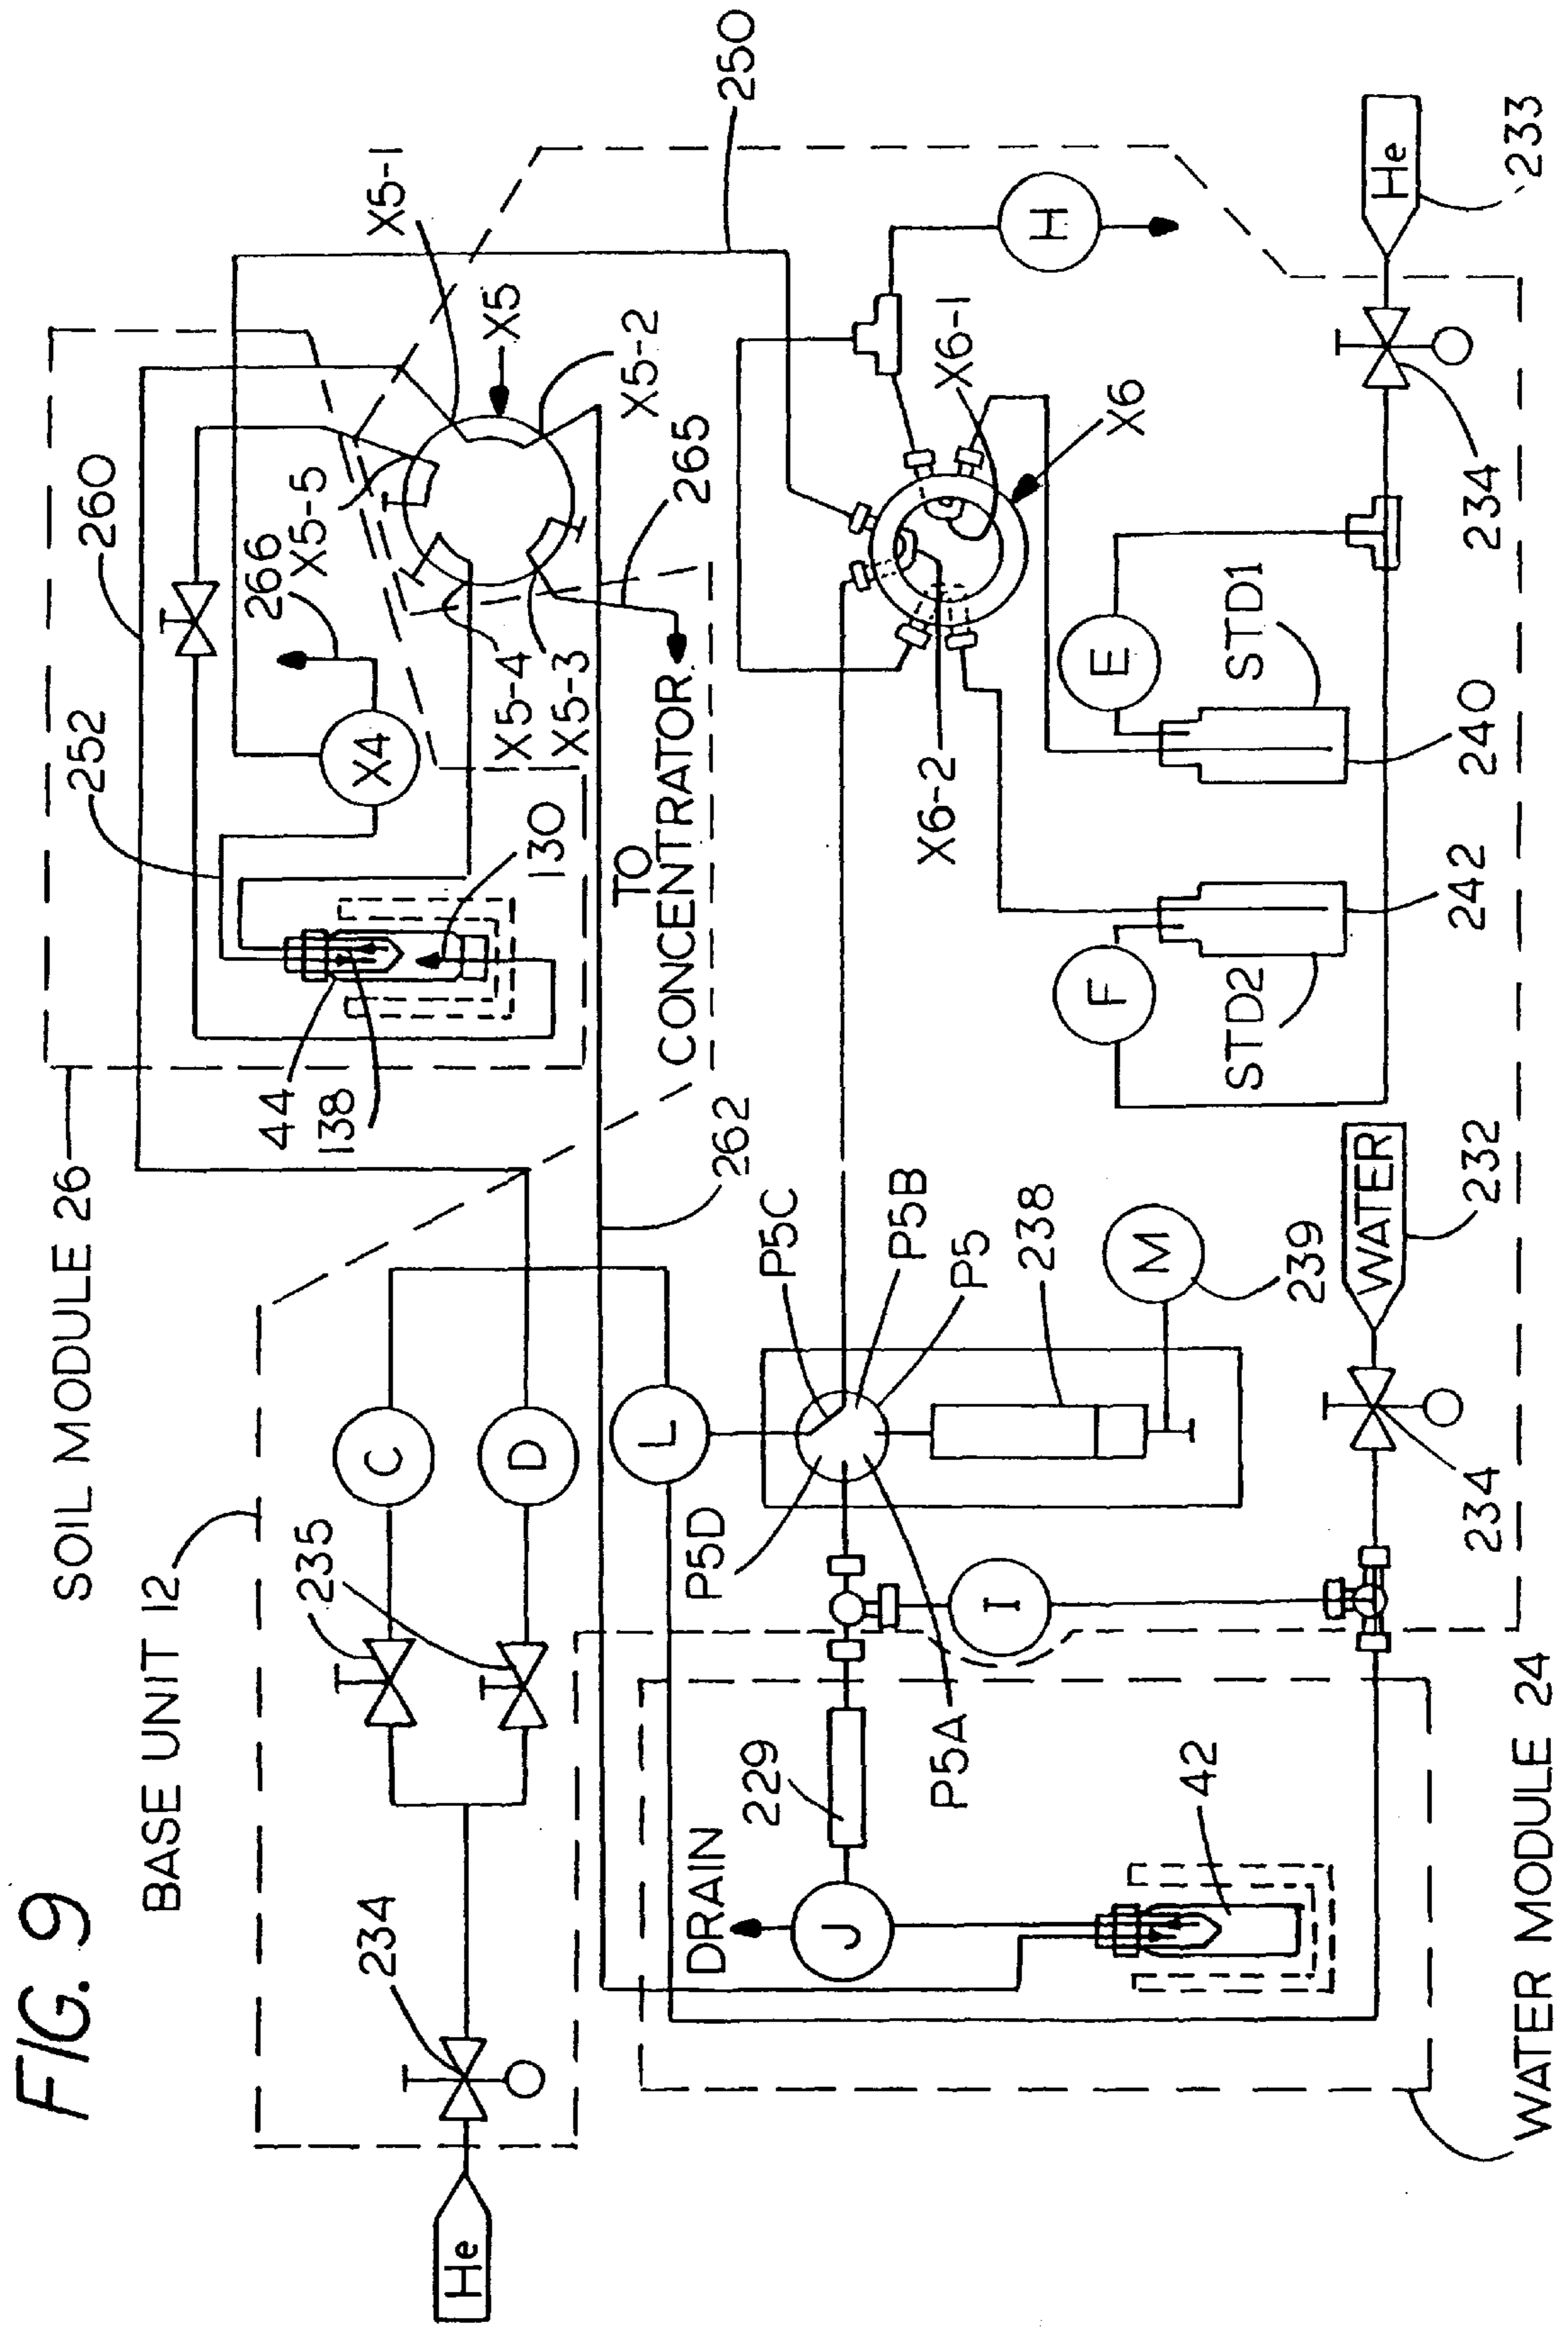 FIG. 9
SOIL MODULE 26
BASE UNIT 12
He
234
235
C
D
L
44
138
252
260
266
X5-5
X4
130
X5-4
X5-3
TO
CONCENTRATOR
262
265
X5-2
X5
X5-1
250
DRAIN
J
229
P5D
P5A
I
P5C
P5B
P5
238
M
239
42
X6-2
X6-1
X6
H
F
E
STD2
STD1
242
240
234
WATER
232
234
He
233
WATER MODULE 24